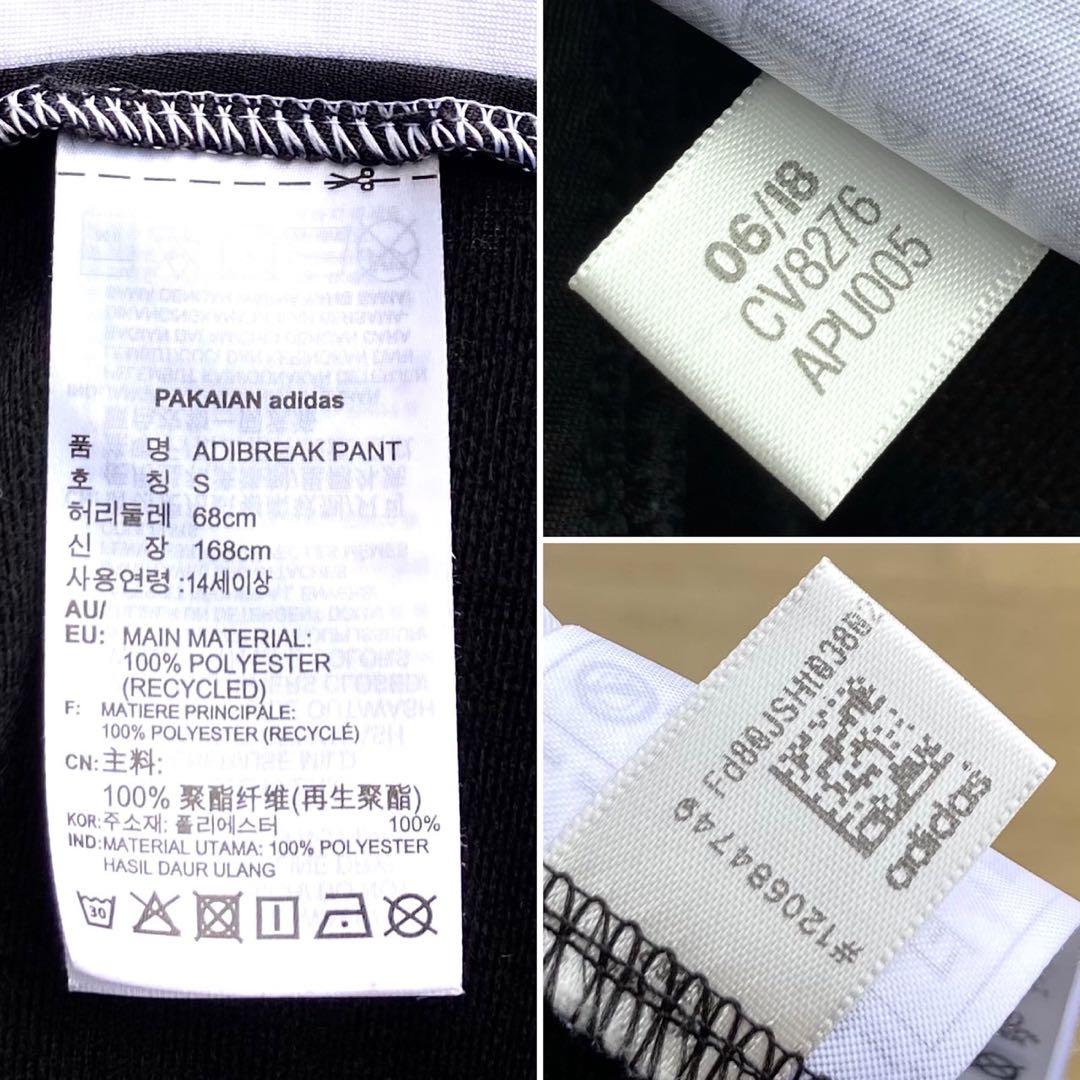 PAKAIAN adidas
품 명 ADIBREAK PANT
호 칭 S
허리둘레 68cm
신 장 168cm
사용연령 :14세이상
AU/
EU: MAIN MATERIAL:
100% POLYESTER
(RECYCLED)
F: MATIERE PRINCIPALE:
100% POLYESTER (RECYCLÉ)
CN: 主料:
100% 聚酯纤维(再生聚酯)
KOR: 주소재: 폴리에스터 100%
IND: MATERIAL UTAMA: 100% POLYESTER
HASIL DAUR ULANG
30
06/18
CV8276
APU005
adidas
#120684749